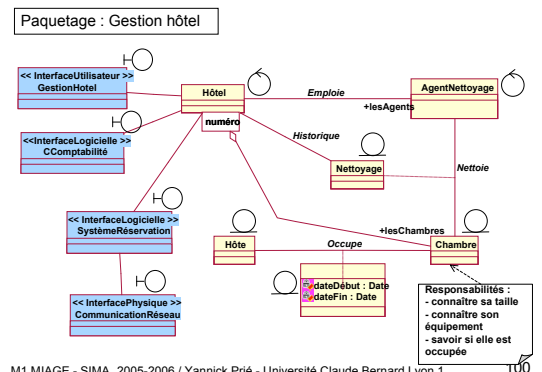 Paquetage : Gestion hôtel
<< InterfaceUtilisateur >>
GestionHotel
Hôtel
numéro
Emploie
+lesAgents
AgentNettoyage
<<InterfaceLogicielle >>
CComptabilité
Historique
Nettoyage
Nettoie
<< InterfaceLogicielle >>
SystèmeRéservation
Hôte
Occupe
+lesChambres
Chambre
dateDébut : Date
dateFin : Date
<< InterfacePhysique >>
CommunicationRéseau
Responsabilités :
- connaître sa taille
- connaître son
équipement
- savoir si elle est
occupée
M1 MIAGE - SIMA 2005-2006 / Yannick Prié - Université Claude Bernard Lyon 1
100